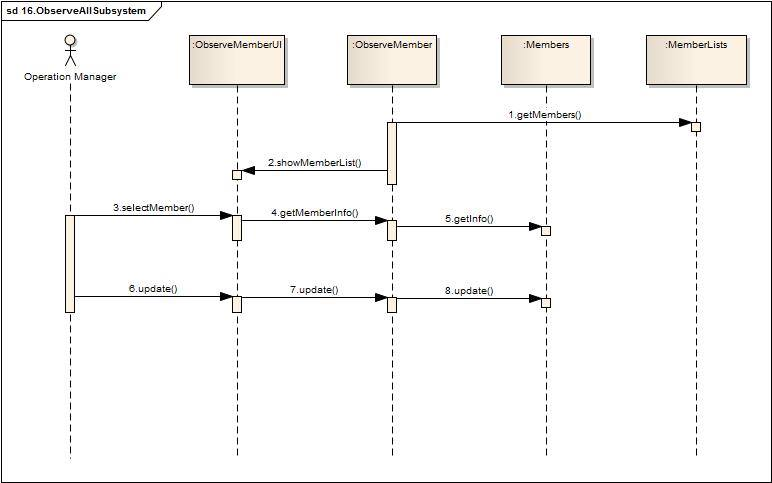 sd 16.ObserveAllSubsystem
Operation Manager
:ObserveMemberUI
:ObserveMember
:Members
:MemberLists
1.getMembers()
2.showMemberList()
3.selectMember()
4.getMemberInfo()
5.getInfo()
6.update()
7.update()
8.update()